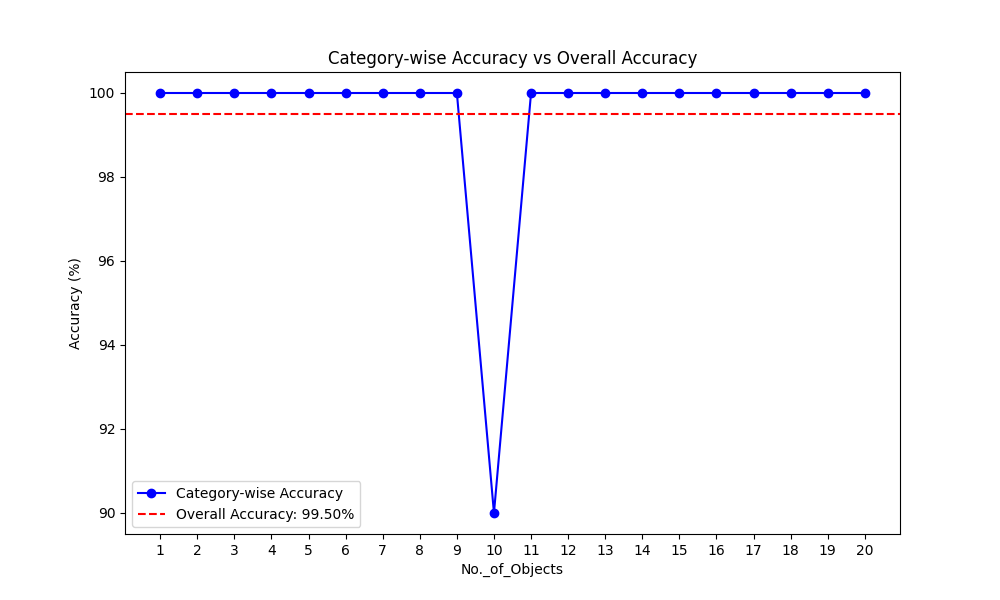 Category-wise Accuracy vs Overall Accuracy
Accuracy (%)
100
98
96
94
92
90
Category-wise Accuracy
Overall Accuracy: 99.50%
1 2 3 4 5 6 7 8 9 10 11 12 13 14 15 16 17 18 19 20
No._of_Objects